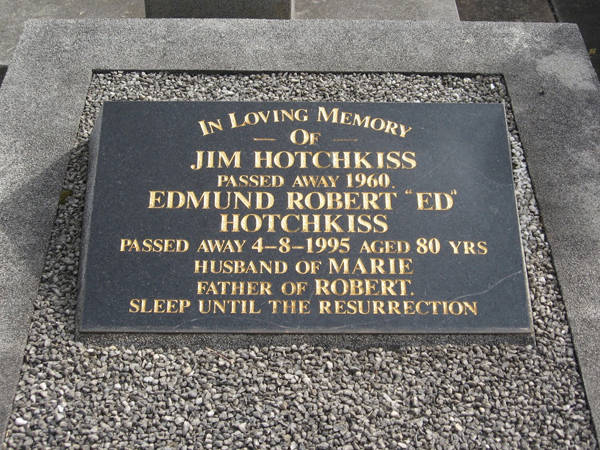 In Loving Memory
Of
JIM HOTCHKISS
PASSED AWAY 1960.
EDMUND ROBERT "ED"
HOTCHKISS
PASSED AWAY 4-8-1995 AGED 80 YRS
HUSBAND OF MARIE
FATHER OF ROBERT.
SLEEP UNTIL THE RESURRECTION